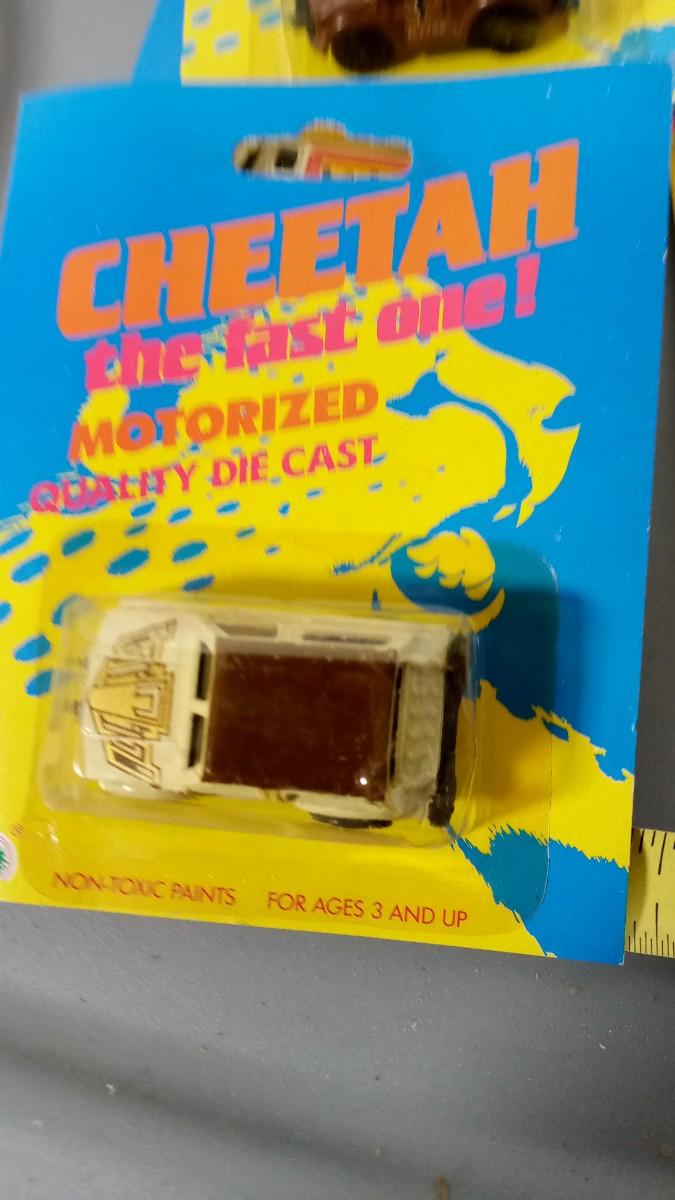 CHEETAH
the fast one!
MOTORIZED
QUALITY DIE CAST
NON-TOXIC PAINTS FOR AGES 3 AND UP